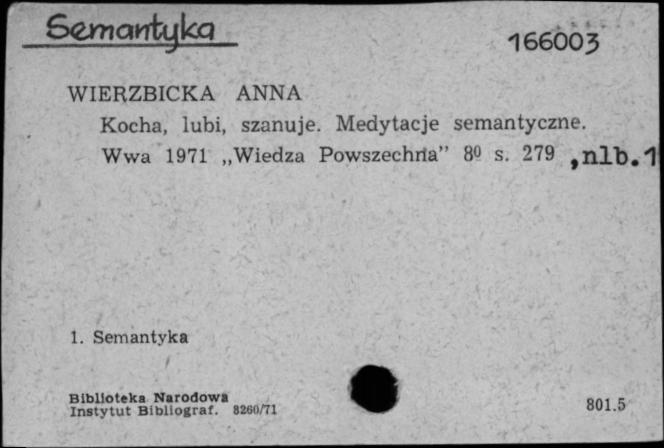 Semantyka
166003
WIERZBICKA ANNA
Kocha, lubi, szanuje. Medytacje semantyczne.
Wwa 1971 „Wiedza Powszechna” 8º s. 279 ,nlb.1
1. Semantyka
Biblioteka Narodowa
Instytut Bibliograf. 8260/71
801.5